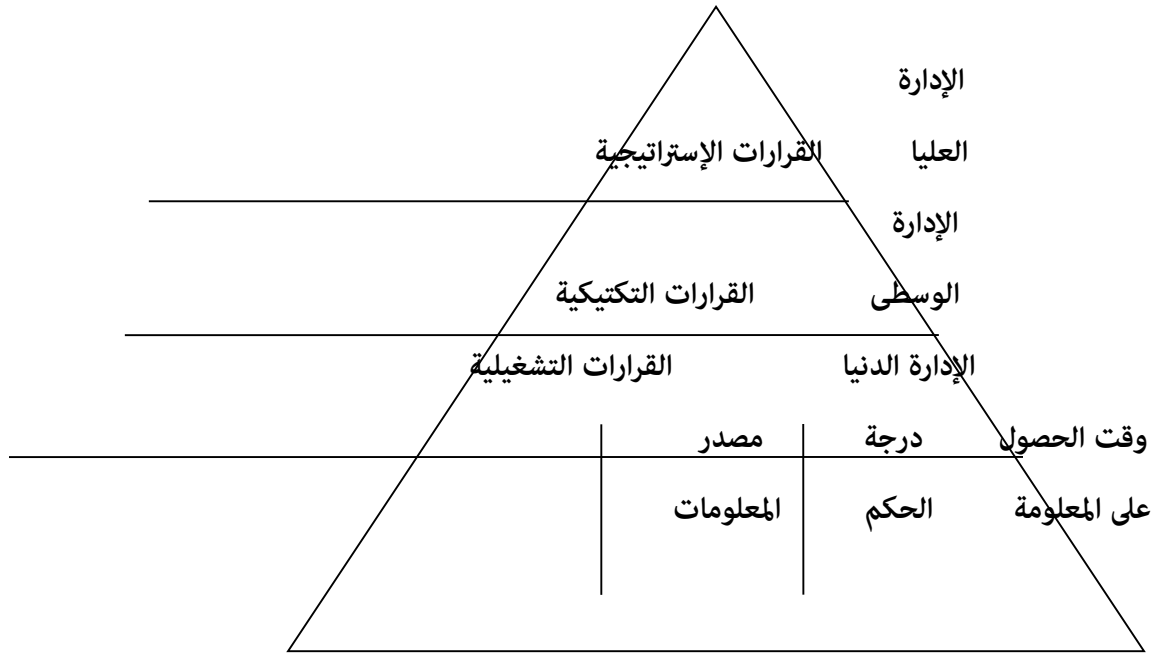 الإدارة
العليا القرارات الإستراتيجية
الإدارة
الوسطى القرارات التكتيكية
الإدارة الدنيا القرارات التشغيلية
وقت الحصول درجة مصدر
على المعلومة الحكم المعلومات